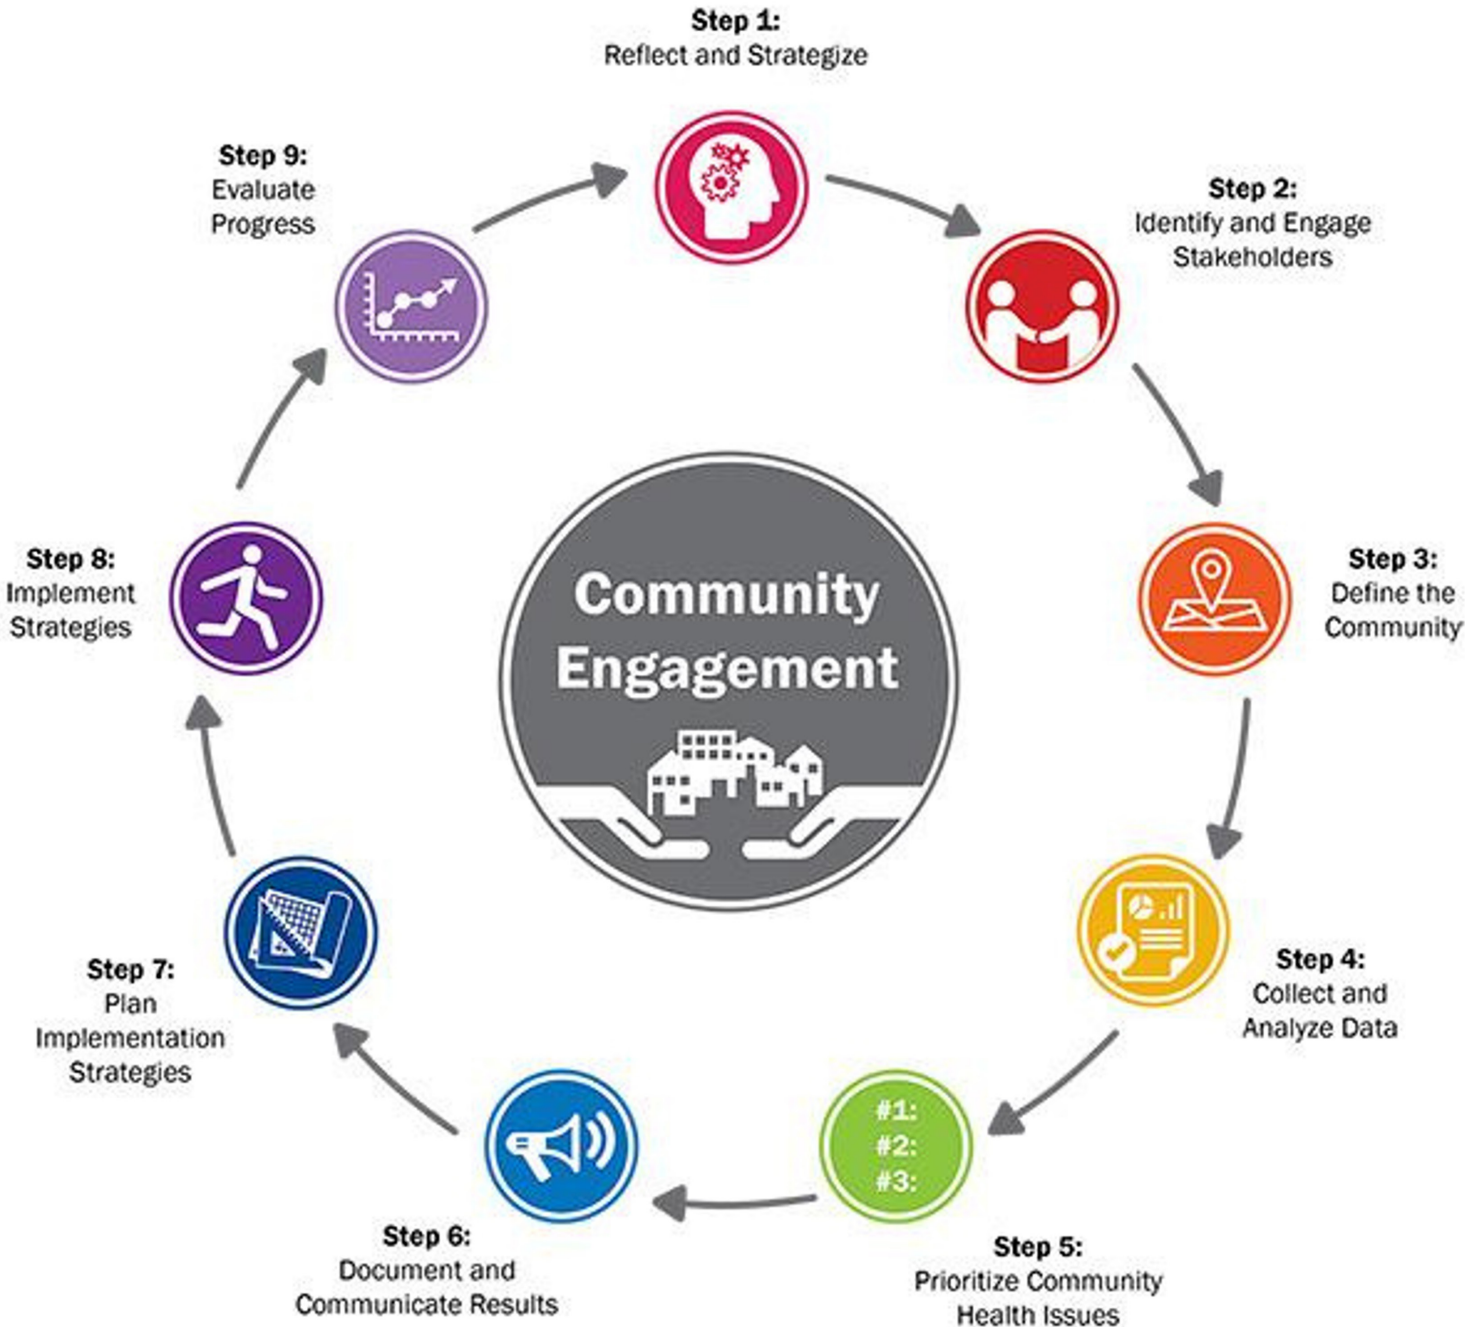 Step 1:
Reflect and Strategize
Step 2:
Identify and Engage
Stakeholders
Step 3:
Define the
Community
Step 4:
Collect and
Analyze Data
#1:
#2:
#3:
Step 5:
Prioritize Community
Health Issues
Step 6:
Document and
Communicate Results
Step 7:
Plan
Implementation
Strategies
Step 8:
Implement
Strategies
Step 9:
Evaluate
Progress
Community
Engagement